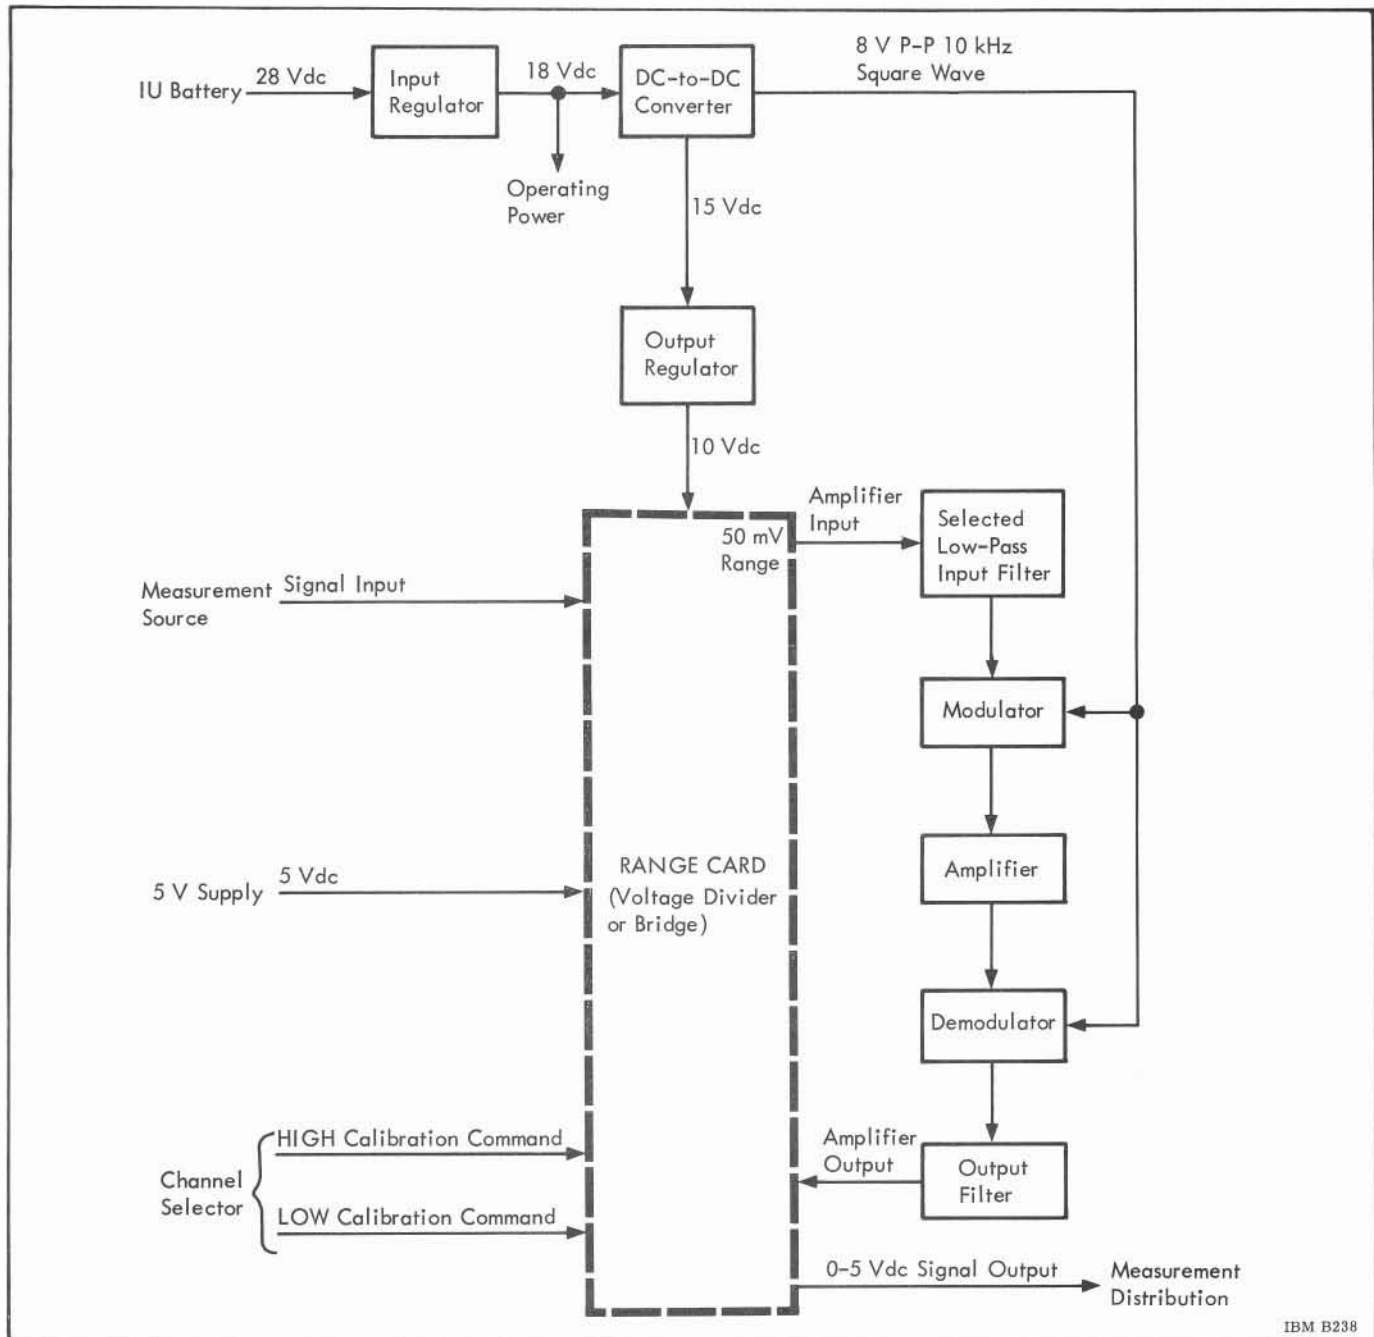 8 V P-P 10 kHz
Square Wave
IU Battery
28 Vdc
Input
Regulator
18 Vdc
DC-to-DC
Converter
Operating
Power
15 Vdc
Output
Regulator
10 Vdc
50 mV
Range
Amplifier
Input
Selected
Low-Pass
Input Filter
Measurement
Source
Signal Input
Modulator
5 V Supply
5 Vdc
RANGE CARD
(Voltage Divider
or Bridge)
Amplifier
Demodulator
Channel
Selector
HIGH Calibration Command
LOW Calibration Command
Amplifier
Output
Output
Filter
0-5 Vdc Signal Output
Measurement
Distribution
IBM B238